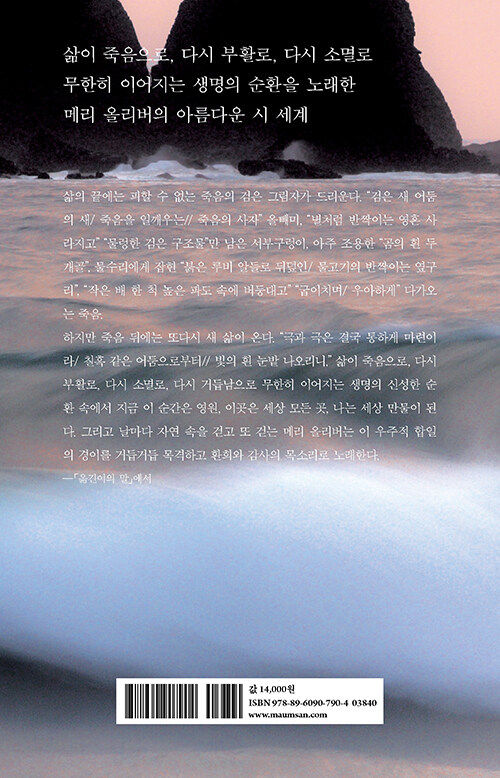 삶이 죽음으로, 다시 부활로, 다시 소멸로
무한히 이어지는 생명의 순환을 노래한
메리 올리버의 아름다운 시 세계
삶의 끝에는 피할 수 없는 죽음의 검은 그림자가 드리운다. “검은 새 어둠
의 새/ 죽음을 일깨우는// 죽음의 사자” 올빼미, “별처럼 반짝이는 영혼 사
라지고” “물렁한 검은 구조물”만 남은 서부구렁이, 아주 조용한 “곰의 흰 두
개골”, 물수리에게 잡힌 “붉은 루비 알들로 뒤덮인/ 물고기의 반짝이는 옆구
리”, “작은 배 한 척 높은 파도 속에 버둥대고” “굽이치며/ 우아하게” 다가오
는 죽음.
하지만 죽음 뒤에는 또다시 새 삶이 온다. “극과 극은 결국 통하게 마련이
라/ 칠흑 같은 어둠으로부터// 빛의 흰 눈발 나오리니.” 삶이 죽음으로, 다시
부활로, 다시 소멸로, 다시 거듭남으로 무한히 이어지는 생명의 신성한 순
환 속에서 지금 이 순간은 영원, 이곳은 세상 모든 곳, 나는 세상 만물이 된
다. 그리고 날마다 자연 속을 걷고 또 걷는 메리 올리버는 이 우주적 합일
의 경이를 거듭거듭 목격하고 환희와 감사의 목소리로 노래한다.
—「옮긴이의 말」에서
값 14,000원
ISBN 978-89-6090-790-4 03840
www.maumsan.com